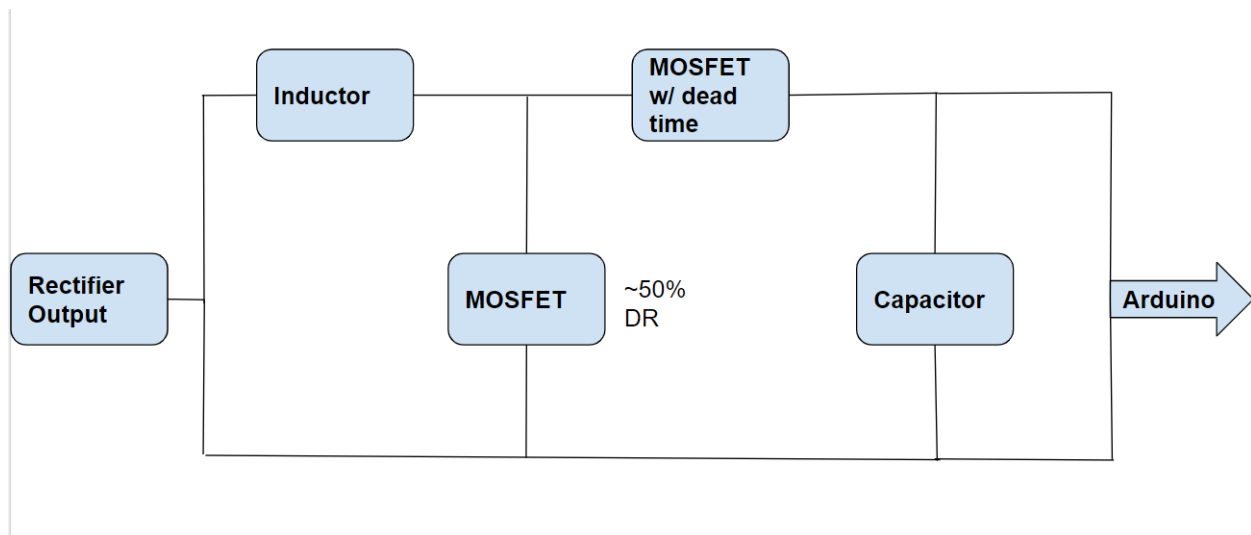 Inductor
MOSFET
w/ dead
time
Rectifier
Output
MOSFET
~50%
DR
Capacitor
Arduino